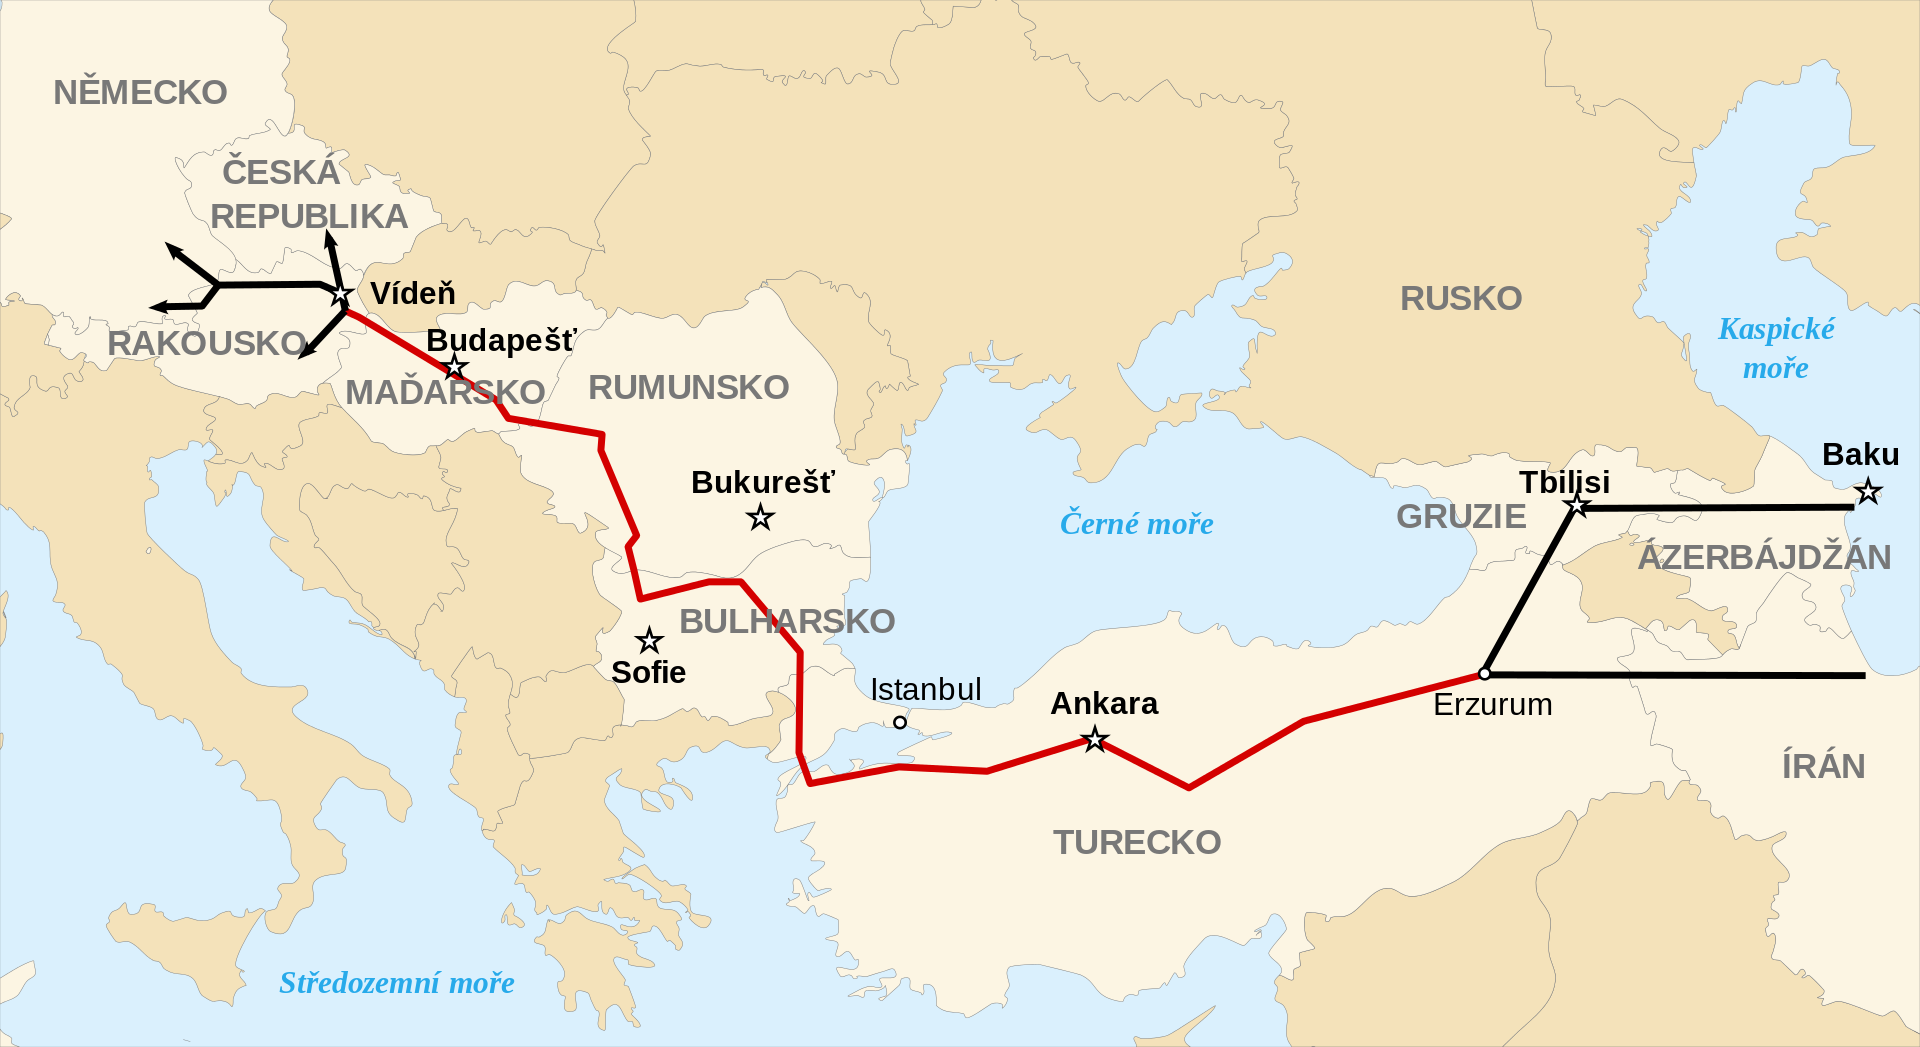 NĚMECKO
ČESKÁ
REPUBLIKA
Vídeň
RAKOUSKO
Budapešť
MAĎARSKO
RUMUNSKO
RUSKO
Kaspické
moře
Baku
Bukurešť
Tbilisi
GRUZIE
Černé moře
ÁZERBÁJDŽÁN
BULHARSKO
Sofie
Istanbul
Ankara
Erzurum
ÍRÁN
TURECKO
Středozemní moře